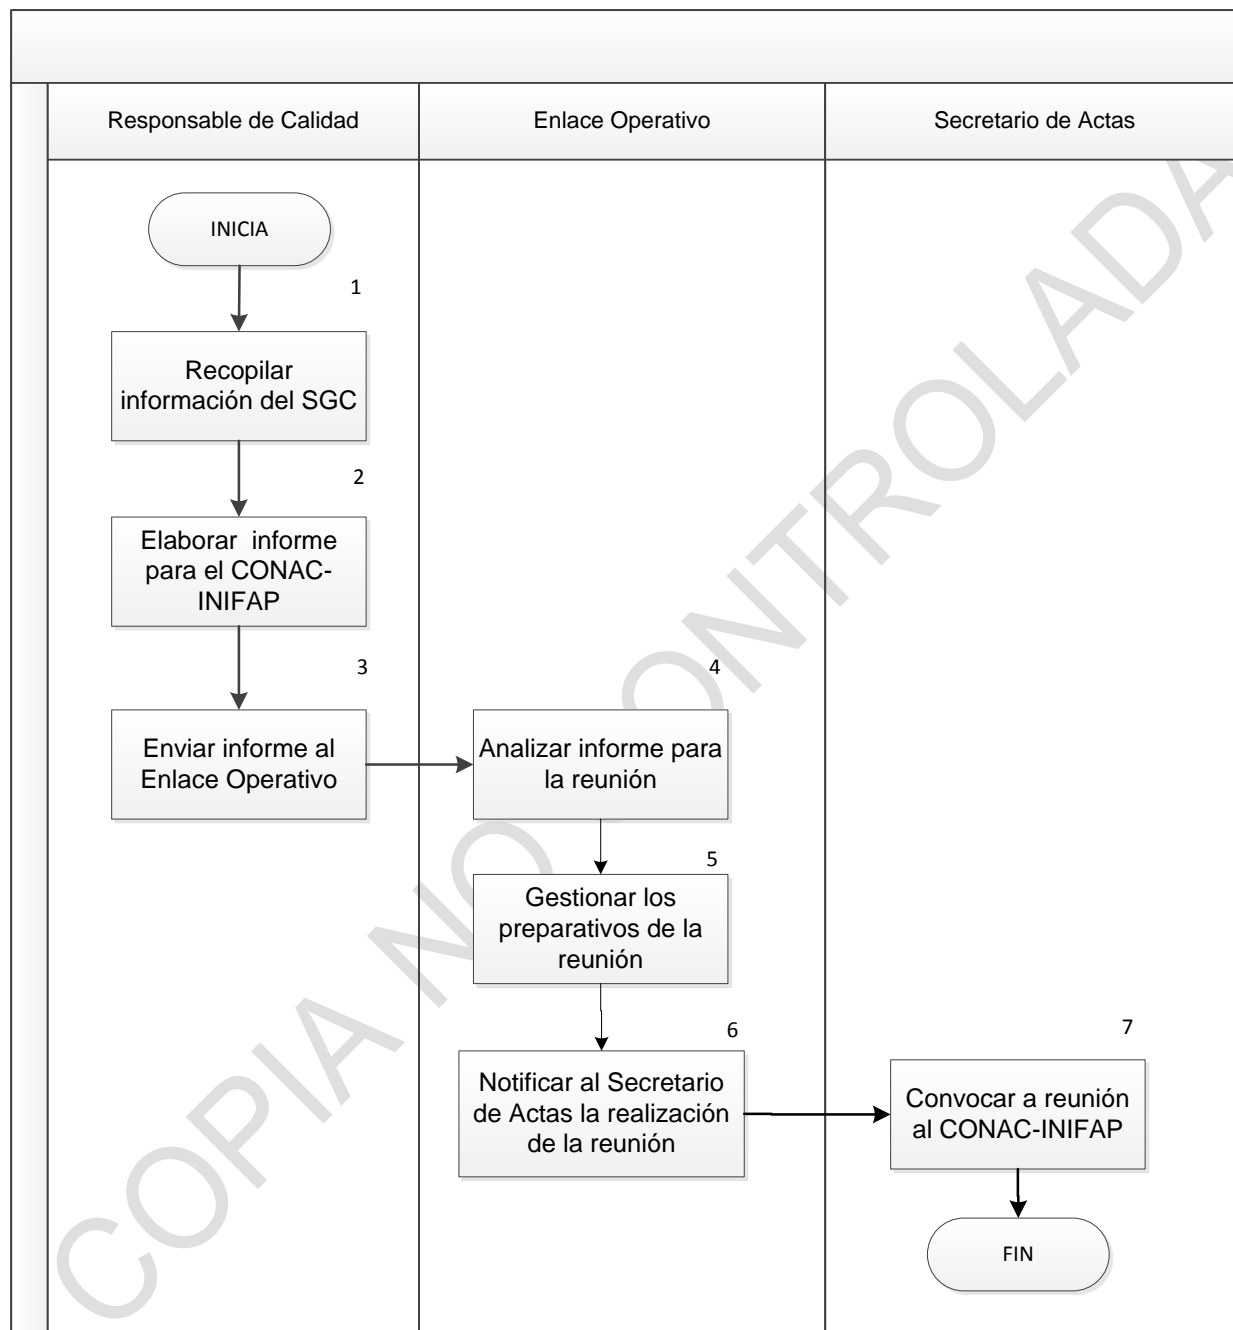 Responsable de Calidad
Enlace Operativo
Secretario de Actas
INICIA
1
Recopilar
información del SGC
2
Elaborar informe
para el CONAC-
INIFAP
3
Enviar informe al
Enlace Operativo
4
Analizar informe para
la reunión
5
Gestionar los
preparativos de la
reunión
6
Notificar al Secretario
de Actas la realización
de la reunión
7
Convocar a reunión
al CONAC-INIFAP
FIN
COPIA NO CONTROLADA